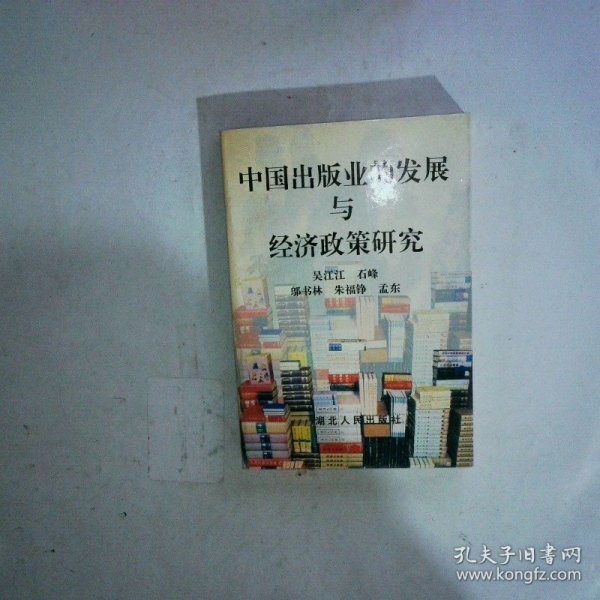 中国出版业的发展
与
经济政策研究
吴江江 石峰
邬书林 朱福铮 孟东
湖北人民出版社
孔夫子旧书网
www.kongfz.com